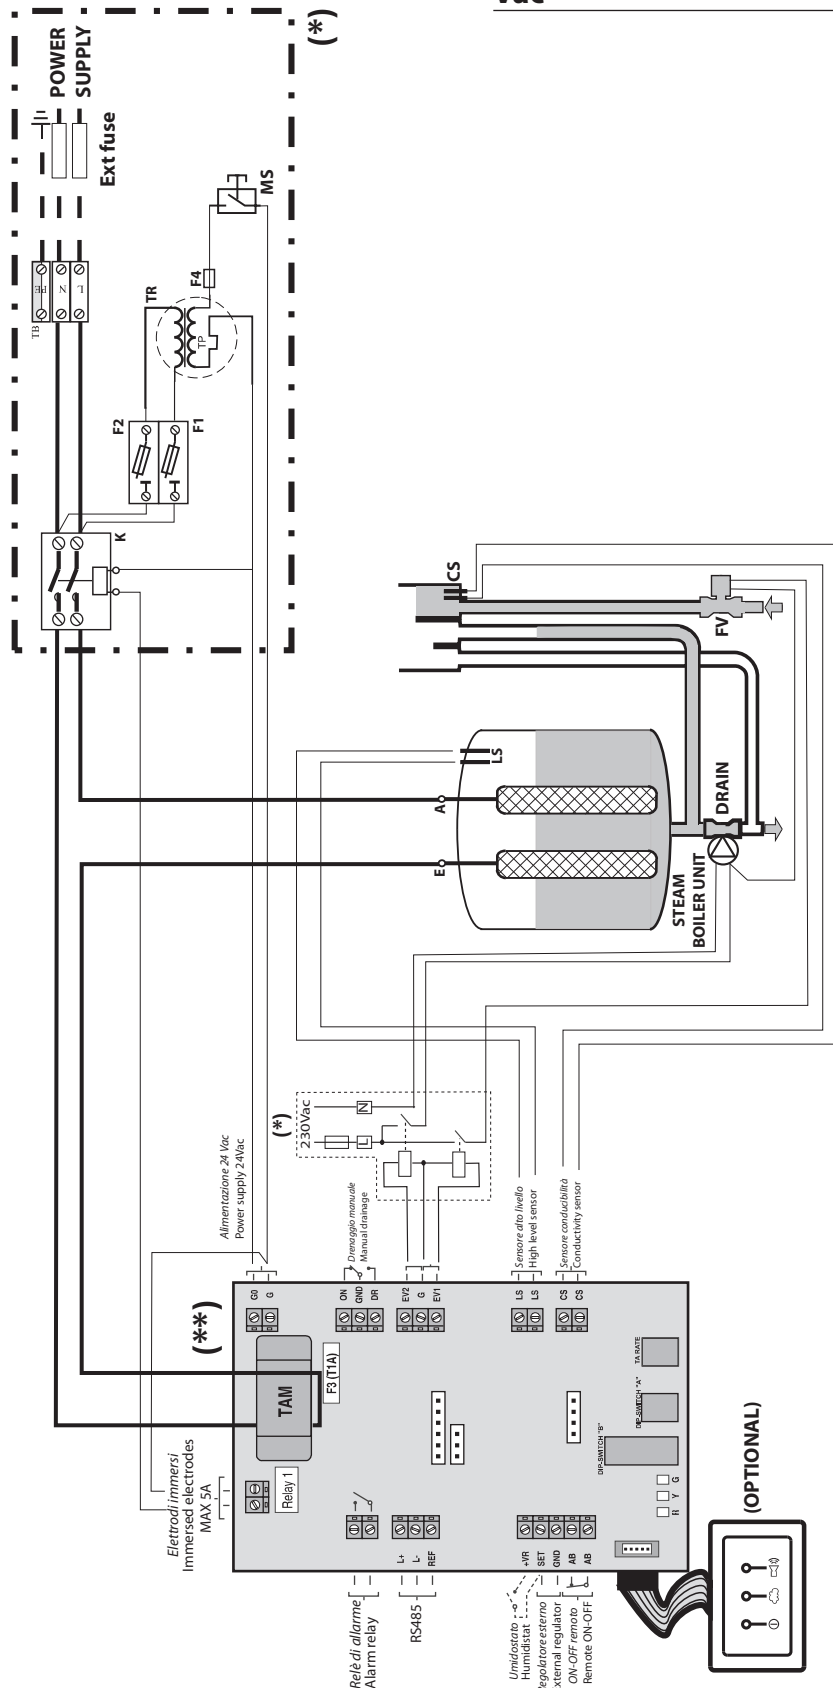 Vac
(*)
POWER
SUPPLY
Ext fuse
MS
F4
TR
TP
TB
PE
N
L
F2
F1
K
CS
FV
LS
A
E
DRAIN
STEAM
BOILER UNIT
(*)
230Vac
N
L
Alimentazione 24 Vac
Power supply 24Vac
Drenaggio manuale
Manual drainage
Sensore alto livello
High level sensor
Sensore conducibilità
Conductivity sensor
(**)
G0
G
ON
GND
DR
EV2
G
EV1
LS
LS
CS
CS
TAM
F3 (T1A)
TA RATE
DIP-SWITCH "A"
DIP-SWITCH "B"
Elettrodi immersi
Immersed electrodes
MAX 5A
Relay 1
R
Y
G
L+
L-
REF
+VR
SET
GND
AB
AB
Relè di allarme
Alarm relay
RS485
Umidostato
Humidistat
ON-OFF remoto
Remote ON-OFF
(OPTIONAL)